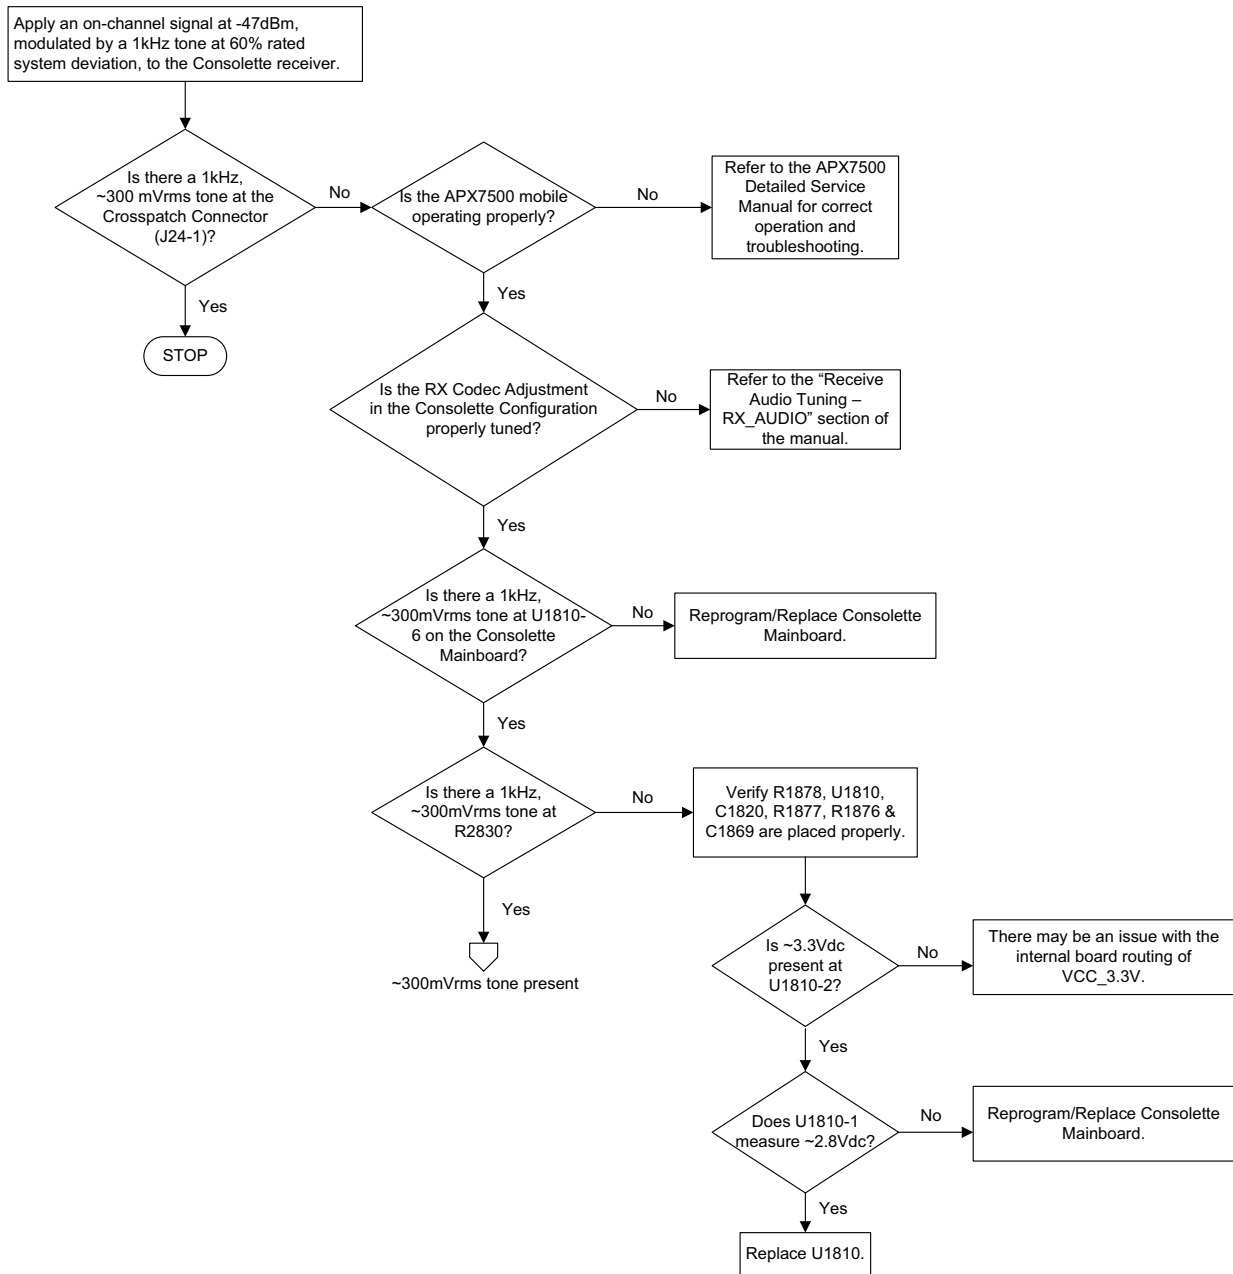 Apply an on-channel signal at -47dBm,
modulated by a 1kHz tone at 60% rated
system deviation, to the Consolette receiver.
Is there a 1kHz,
~300 mVrms tone at the
Crosspatch Connector
(J24-1)?
No
Yes
STOP
Is the APX7500 mobile
operating properly?
No
Refer to the APX7500
Detailed Service
Manual for correct
operation and
troubleshooting.
Yes
Is the RX Codec Adjustment
in the Consolette Configuration
properly tuned?
No
Refer to the “Receive
Audio Tuning –
RX_AUDIO” section of
the manual.
Yes
Is there a 1kHz,
~300mVrms tone at U1810-
6 on the Consolette
Mainboard?
No
Reprogram/Replace Consolette
Mainboard.
Yes
Is there a 1kHz,
~300mVrms tone at
R2830?
No
Verify R1878, U1810,
C1820, R1877, R1876 &
C1869 are placed properly.
Yes
~300mVrms tone present
Is ~3.3Vdc
present at
U1810-2?
No
There may be an issue with the
internal board routing of
VCC_3.3V.
Yes
Does U1810-1
measure ~2.8Vdc?
No
Reprogram/Replace Consolette
Mainboard.
Yes
Replace U1810.